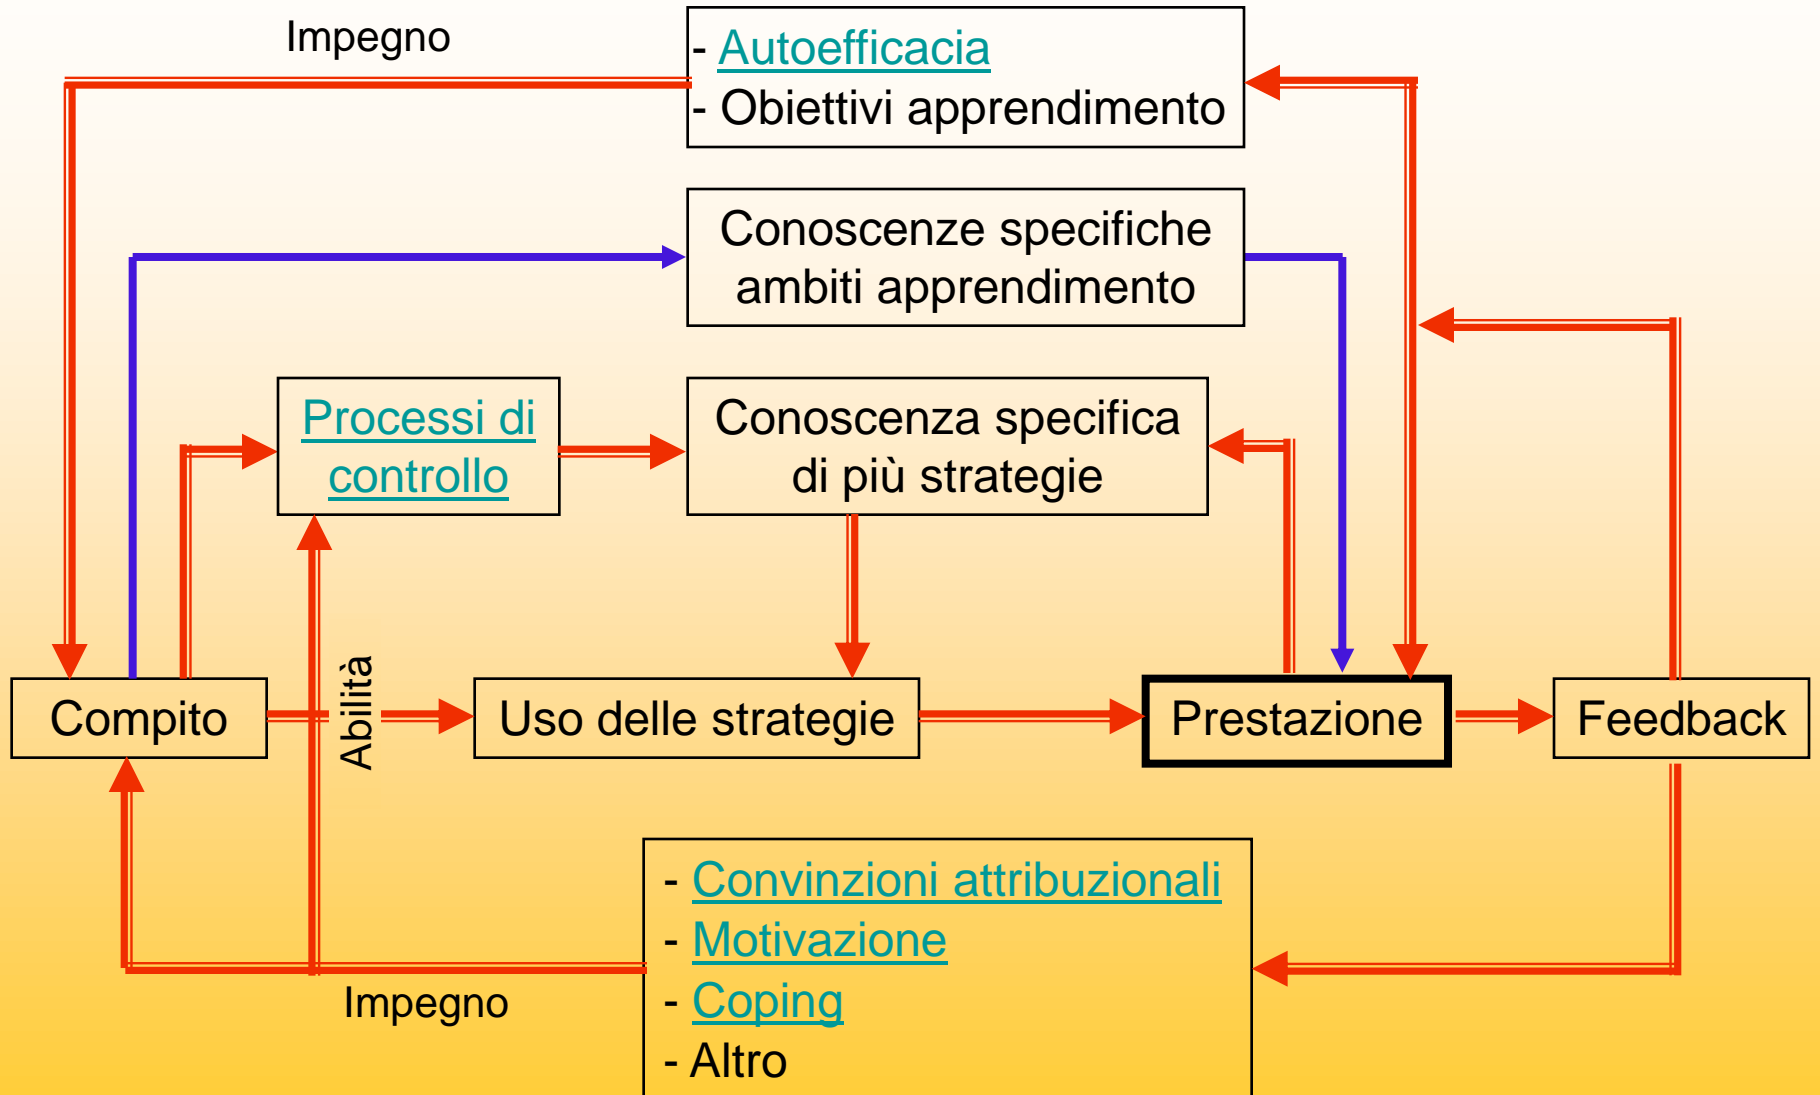 Impegno
- Autoefficacia
- Obiettivi apprendimento
Conoscenze specifiche
ambiti apprendimento
Processi di
controllo
Conoscenza specifica
di più strategie
Compito
Abilità
Uso delle strategie
Prestazione
Feedback
- Convinzioni attribuzionali
- Motivazione
- Coping
- Altro
Impegno